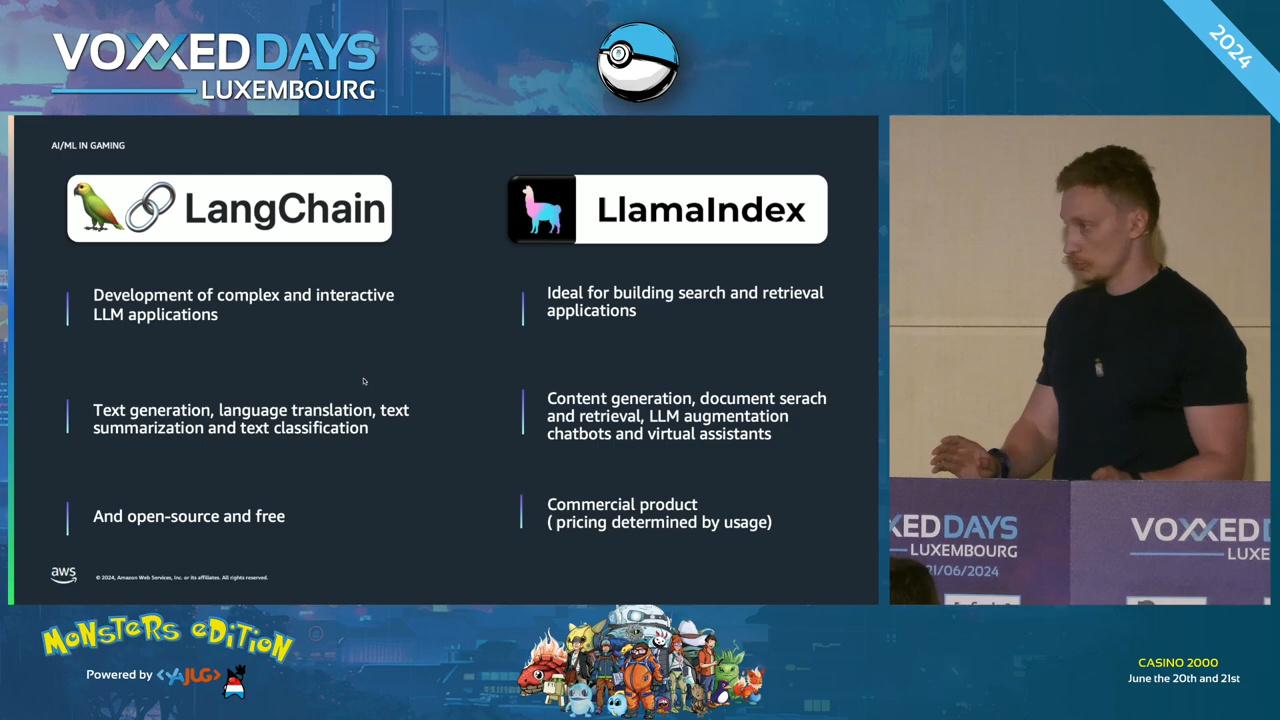 VOXXEDDAYS
LUXEMBOURG
2024
AI/ML IN GAMING
LangChain
LlamaIndex
Development of complex and interactive
LLM applications
Ideal for building search and retrieval
applications
Text generation, language translation, text
summarization and text classification
Content generation, document serach
and retrieval, LLM augmentation
chatbots and virtual assistants
And open-source and free
Commercial product
( pricing determined by usage)
aws
© 2024, Amazon Web Services, Inc. or its affiliates. All rights reserved.
XEDDAYS
LUXEMBOURG
21/06/2024
VOXXED
LUXE
MONSTERS EDITION
Powered by <YAJUG>
CASINO 2000
June the 20th and 21st